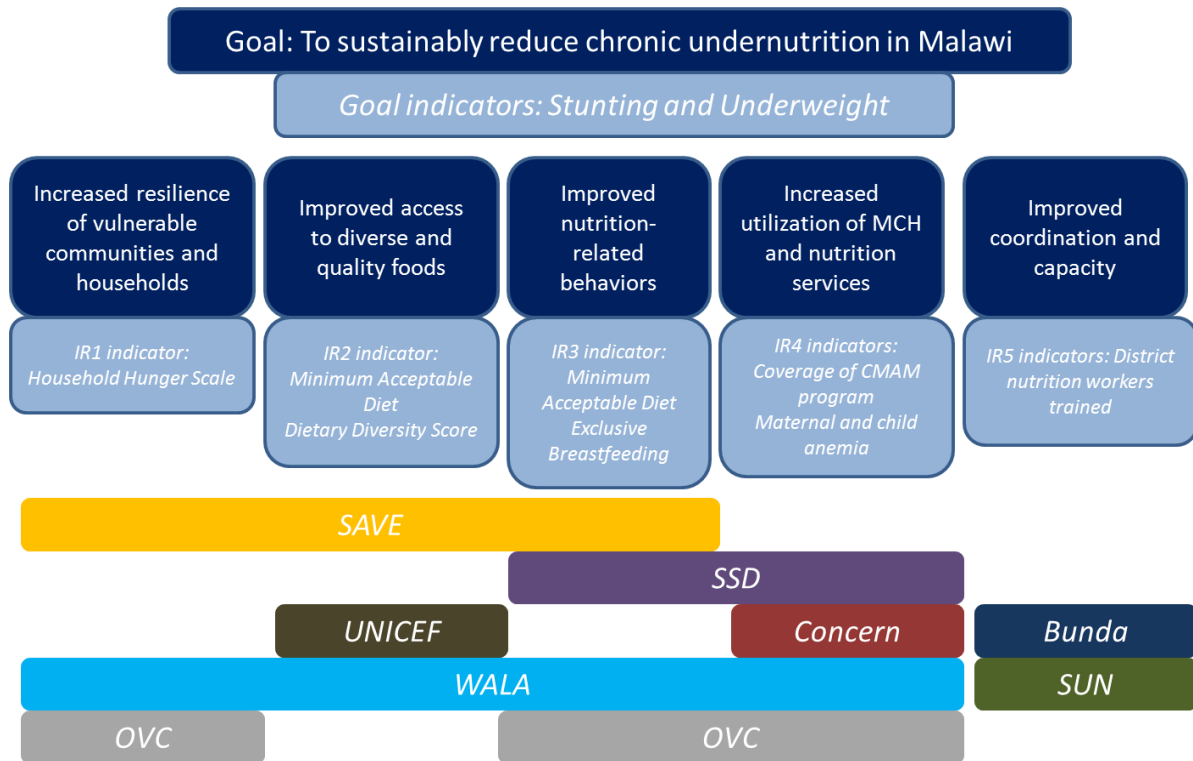 Goal: To sustainably reduce chronic undernutrition in Malawi
Goal indicators: Stunting and Underweight
Increased resilience
of vulnerable
communities and
households
Improved access
to diverse and
quality foods
Improved
nutrition-
related
behaviors
Increased
utilization of MCH
and nutrition
services
Improved
coordination and
capacity
IR1 indicator:
Household Hunger Scale
IR2 indicator:
Minimum Acceptable
Diet
Dietary Diversity Score
IR3 indicator:
Minimum
Acceptable Diet
Exclusive
Breastfeeding
IR4 indicators:
Coverage of CMAM
program
Maternal and child
anemia
IR5 indicators: District
nutrition workers
trained
SAVE
SSD
UNICEF
Concern
Bunda
WALA
SUN
OVC
OVC